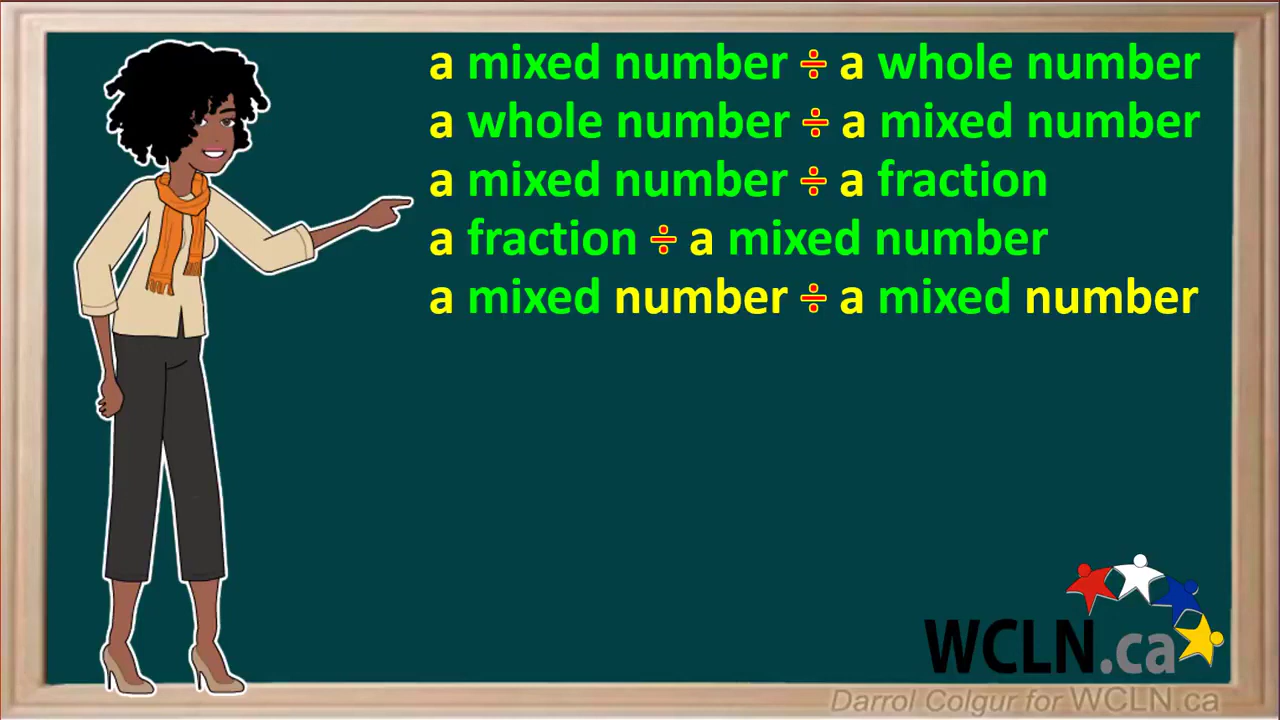 a mixed number ÷ a whole number
a whole number ÷ a mixed number
a mixed number ÷ a fraction
a fraction ÷ a mixed number
a mixed number ÷ a mixed number
WCLN.ca
Darrol Colgur for WCLN.ca